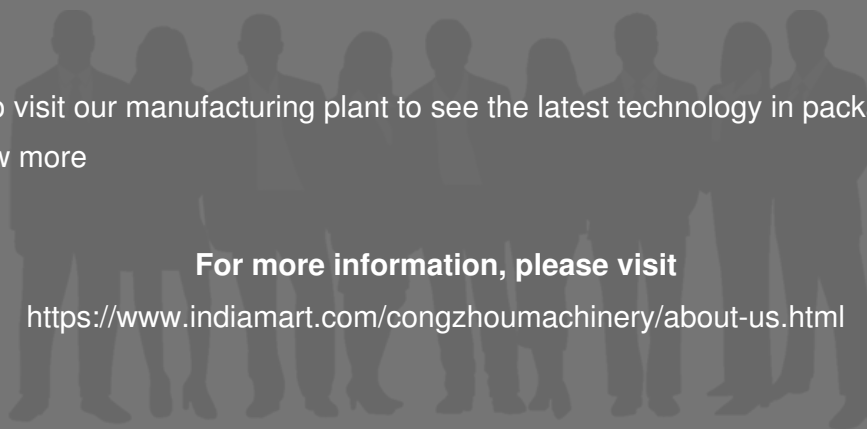 visit our manufacturing plant to see the latest technology in
more
For more information, please visit
https://www.indiamart.com/congzhoumachinery/about-us.html